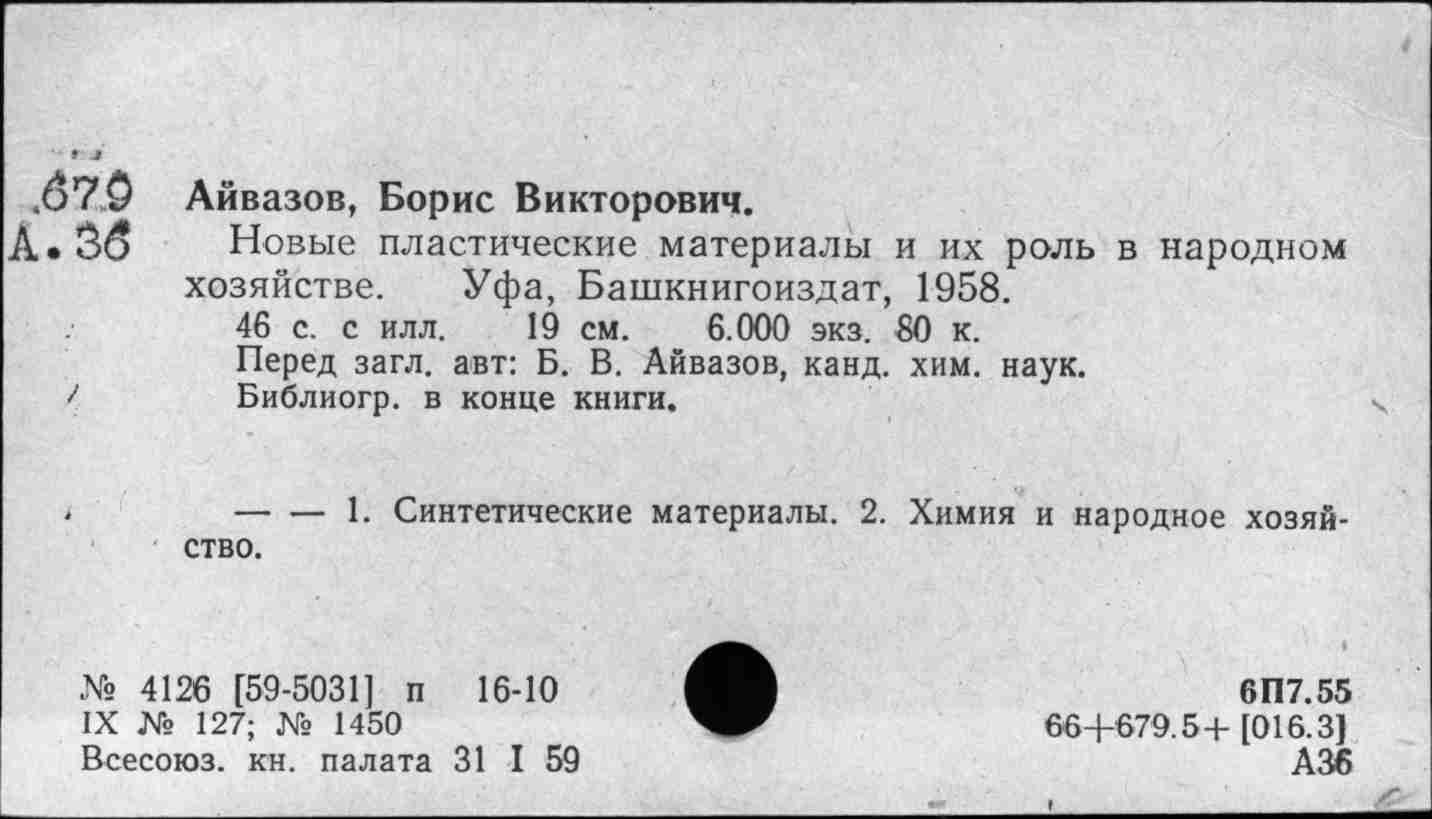 679 Айвазов, Борис Викторович.
А.36 Новые пластические материалы и их роль в народном
хозяйстве. Уфа, Башкнигоиздат, 1958.
46 с. с илл. 19 см. 6.000 экз. 80 к.
Перед загл. авт: Б. В. Айвазов, канд. хим. наук.
Библиогр. в конце книги.
— — 1. Синтетические материалы. 2. Химия и народное хозяй-
ство.
№ 4126 [59-5031] п 16-10 6П7.55
IX № 127; № 1450 66+679.5+ [016.3]
Всесоюз. кн. палата 31 I 59 А36